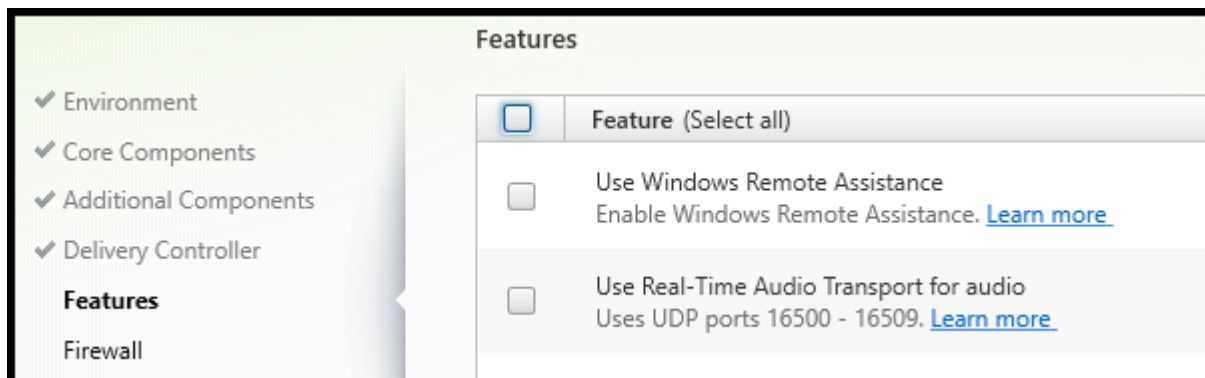 Features
Environment
Core Components
Additional Components
Delivery Controller
Features
Firewall
Feature (Select all)
Use Windows Remote Assistance
Enable Windows Remote Assistance. Learn more
Use Real-Time Audio Transport for audio
Uses UDP ports 16500 - 16509. Learn more